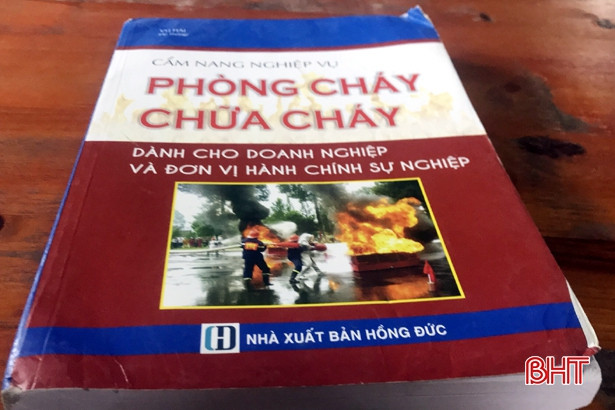 CẨM NANG NGHIỆP VỤ
PHÒNG CHÁY
CHỮA CHÁY
DÀNH CHO DOANH NGHIỆP
VÀ ĐƠN VỊ HÀNH CHÍNH SỰ NGHIỆP
H
NHÀ XUẤT BẢN HỒNG ĐỨC
BHT